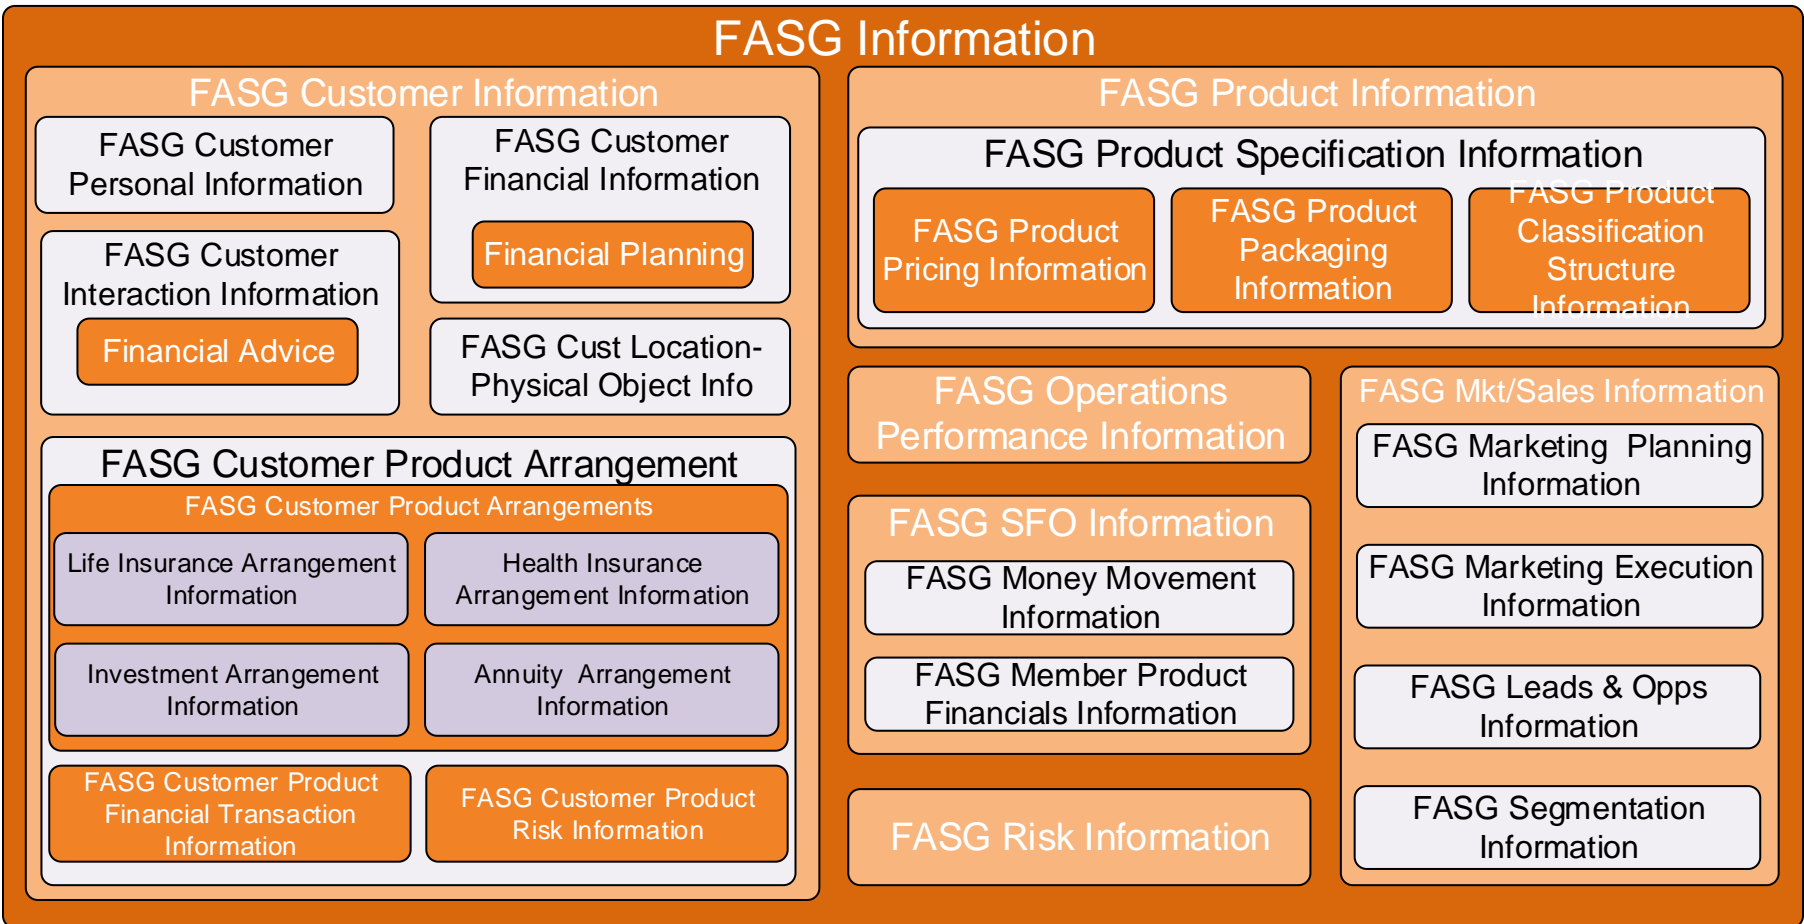 FASG Information
FASG Customer Information
FASG Customer
Personal Information
FASG Customer
Financial Information
Financial Planning
FASG Customer
Interaction Information
Financial Advice
FASG Cust Location-
Physical Object Info
FASG Customer Product Arrangement
FASG Customer Product Arrangements
Life Insurance Arrangement
Information
Health Insurance
Arrangement Information
Investment Arrangement
Information
Annuity Arrangement
Information
FASG Customer Product
Financial Transaction
Information
FASG Customer Product
Risk Information
FASG Product Information
FASG Product Specification Information
FASG Product
Pricing Information
FASG Product
Packaging
Information
FASG Product
Classification
Structure
Information
FASG Operations
Performance Information
FASG SFO Information
FASG Money Movement
Information
FASG Member Product
Financials Information
FASG Risk Information
FASG Mkt/Sales Information
FASG Marketing Planning
Information
FASG Marketing Execution
Information
FASG Leads & Opps
Information
FASG Segmentation
Information